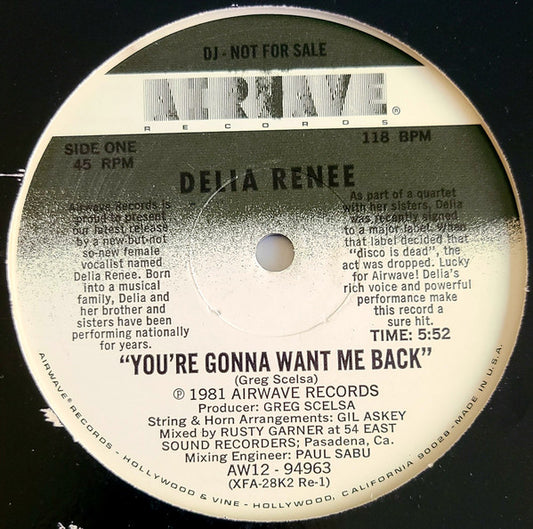 DJ - NOT FOR SALE
AIRWAVE®
RECORDS
SIDE ONE
45 RPM
118 BPM
DELIA RENEE
Airwave Records is
proud to present
our latest release
by a new-but-not
so-new female
vocalist named
Delia Renee. Born
into a musical
family, Delia and
her brother and
sisters have been
performing nationally
for years.
As part of a quartet
with her sisters, Delia
was recently signed
to a major label. When
that label decided that
"disco is dead", the
act was dropped. Lucky
for Airwave! Delia's
rich voice and powerful
performance make
this record a
sure hit.
TIME: 5:52
"YOU'RE GONNA WANT ME BACK"
(Greg Scelsa)
℗ 1981 AIRWAVE RECORDS
Producer: GREG SCELSA
String & Horn Arrangements: GIL ASKEY
Mixed by RUSTY GARNER at 54 EAST
SOUND RECORDERS; Pasadena, Ca.
Mixing Engineer: PAUL SABU
AW12 - 94963
(XFA-28K2 Re-1)
AIRWAVE® RECORDS - HOLLYWOOD & VINE - HOLLYWOOD, CALIFORNIA 90028 - MADE IN U.S.A.